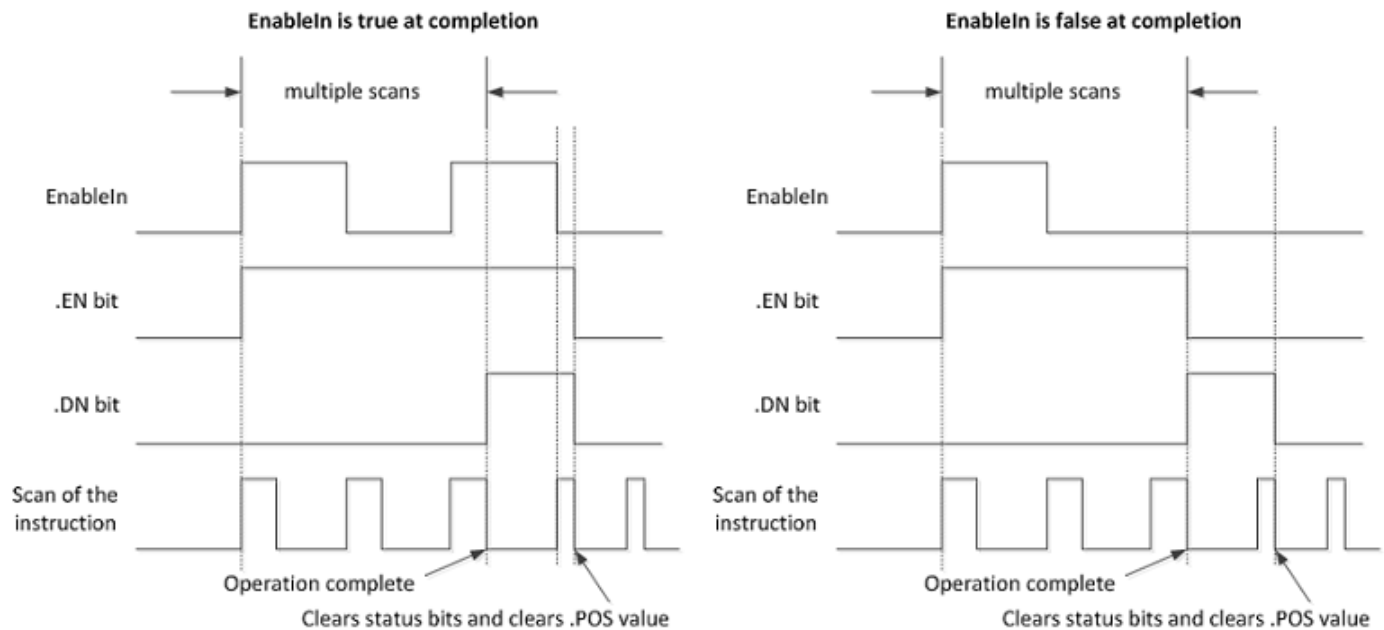 EnableIn is true at completion
multiple scans
EnableIn
.EN bit
.DN bit
Scan of the
instruction
Operation complete
Clears status bits and clears .POS value
EnableIn is false at completion
multiple scans
EnableIn
.EN bit
.DN bit
Scan of the
instruction
Operation complete
Clears status bits and clears .POS value